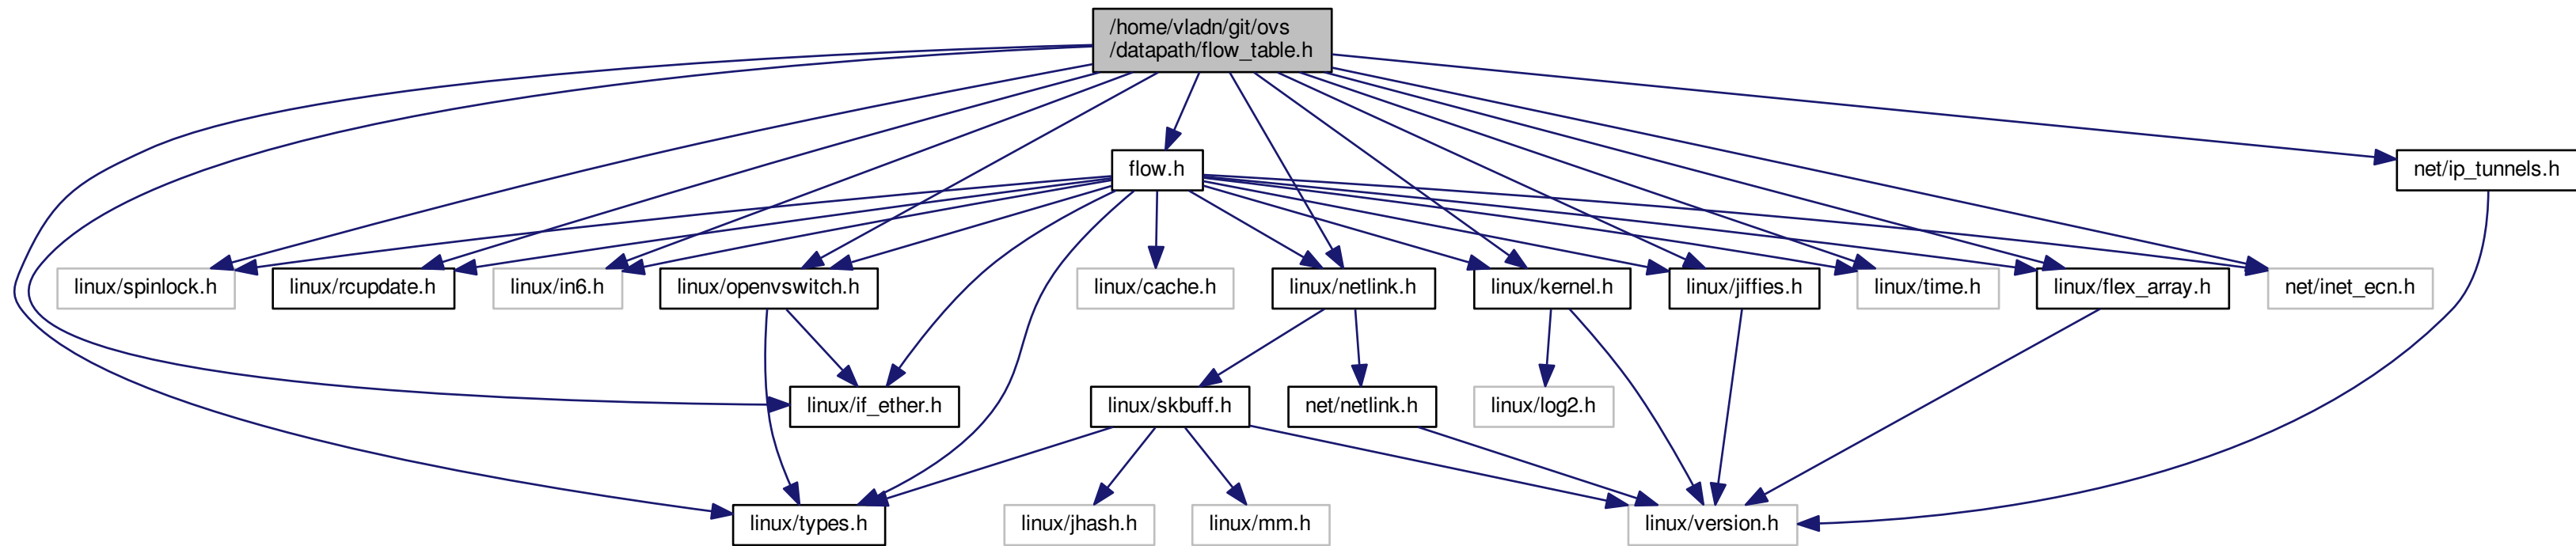 /home/vladn/git/ovs
/datapath/flow_table.h
flow.h
net/ip_tunnels.h
linux/spinlock.h
linux/rcupdate.h
linux/in6.h
linux/openvswitch.h
linux/cache.h
linux/netlink.h
linux/kernel.h
linux/jiffies.h
linux/time.h
linux/flex_array.h
net/inet_ecn.h
linux/if_ether.h
linux/skbuff.h
net/netlink.h
linux/log2.h
linux/types.h
linux/jhash.h
linux/mm.h
linux/version.h